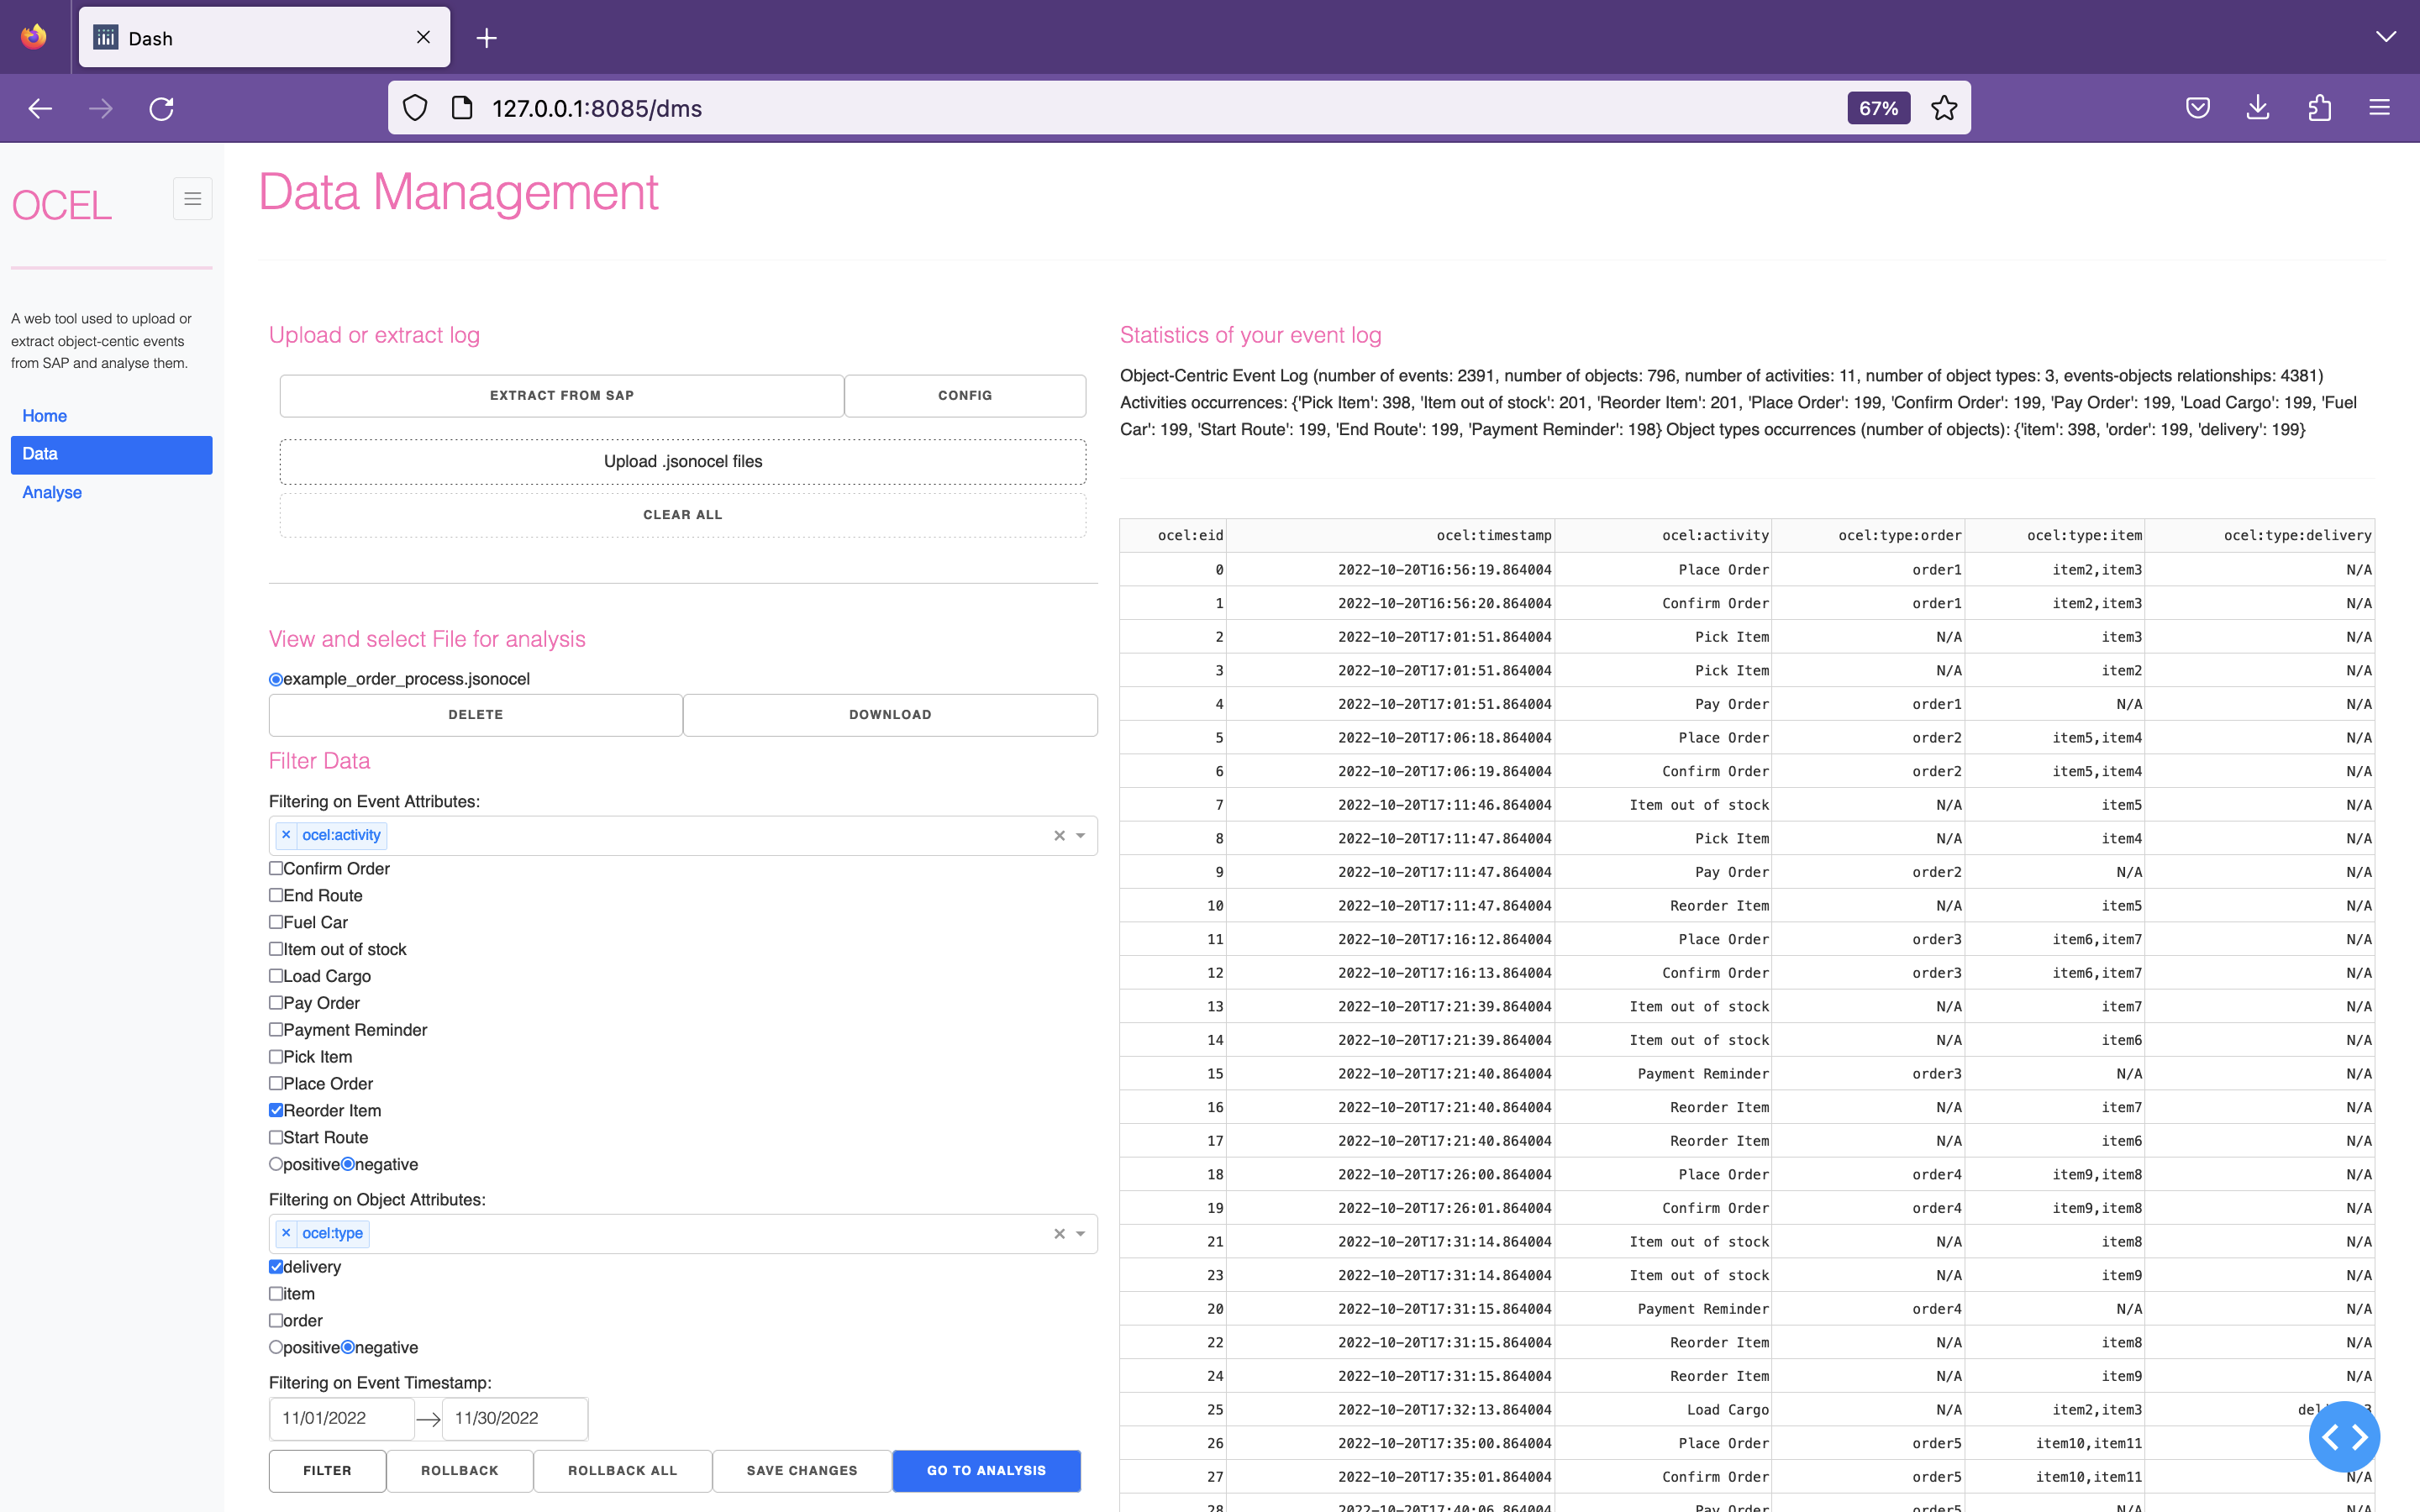 Dash
127.0.0.1:8085/dms
67%
OCEL
A web tool used to upload or
extract object-centic events
from SAP and analyse them.
Home
Data
Analyse
Data Management
Upload or extract log
EXTRACT FROM SAP
CONFIG
Upload .jsonocel files
CLEAR ALL
View and select File for analysis
example_order_process.jsonocel
DELETE
DOWNLOAD
Filter Data
Filtering on Event Attributes:
× ocel:activity
Confirm Order
End Route
Fuel Car
Item out of stock
Load Cargo
Pay Order
Payment Reminder
Pick Item
Place Order
Reorder Item
Start Route
positive negative
Filtering on Object Attributes:
× ocel:type
delivery
item
order
positive negative
Filtering on Event Timestamp:
11/01/2022 → 11/30/2022
FILTER ROLLBACK ROLLBACK ALL SAVE CHANGES GO TO ANALYSIS
Statistics of your event log
Object-Centric Event Log (number of events: 2391, number of objects: 796, number of activities: 11, number of object types: 3, events-objects relationships: 4381)
Activities occurrences: {'Pick Item': 398, 'Item out of stock': 201, 'Reorder Item': 201, 'Place Order': 199, 'Confirm Order': 199, 'Pay Order': 199, 'Load Cargo': 199, 'Fuel
Car': 199, 'Start Route': 199, 'End Route': 199, 'Payment Reminder': 198} Object types occurrences (number of objects): {'item': 398, 'order': 199, 'delivery': 199}
ocel:eid ocel:timestamp ocel:activity ocel:type:order ocel:type:item ocel:type:delivery
0 2022-10-20T16:56:19.864004 Place Order order1 item2,item3 N/A
1 2022-10-20T16:56:20.864004 Confirm Order order1 item2,item3 N/A
2 2022-10-20T17:01:51.864004 Pick Item N/A item3 N/A
3 2022-10-20T17:01:51.864004 Pick Item N/A item2 N/A
4 2022-10-20T17:01:51.864004 Pay Order order1 N/A N/A
5 2022-10-20T17:06:18.864004 Place Order order2 item5,item4 N/A
6 2022-10-20T17:06:19.864004 Confirm Order order2 item5,item4 N/A
7 2022-10-20T17:11:46.864004 Item out of stock N/A item5 N/A
8 2022-10-20T17:11:47.864004 Pick Item N/A item4 N/A
9 2022-10-20T17:11:47.864004 Pay Order order2 N/A N/A
10 2022-10-20T17:11:47.864004 Reorder Item N/A item5 N/A
11 2022-10-20T17:16:12.864004 Place Order order3 item6,item7 N/A
12 2022-10-20T17:16:13.864004 Confirm Order order3 item6,item7 N/A
13 2022-10-20T17:21:39.864004 Item out of stock N/A item7 N/A
14 2022-10-20T17:21:39.864004 Item out of stock N/A item6 N/A
15 2022-10-20T17:21:40.864004 Payment Reminder order3 N/A N/A
16 2022-10-20T17:21:40.864004 Reorder Item N/A item7 N/A
17 2022-10-20T17:21:40.864004 Reorder Item N/A item6 N/A
18 2022-10-20T17:26:00.864004 Place Order order4 item9,item8 N/A
19 2022-10-20T17:26:01.864004 Confirm Order order4 item9,item8 N/A
21 2022-10-20T17:31:14.864004 Item out of stock N/A item8 N/A
23 2022-10-20T17:31:14.864004 Item out of stock N/A item9 N/A
20 2022-10-20T17:31:15.864004 Payment Reminder order4 N/A N/A
22 2022-10-20T17:31:15.864004 Reorder Item N/A item8 N/A
24 2022-10-20T17:31:15.864004 Reorder Item N/A item9 N/A
25 2022-10-20T17:32:13.864004 Load Cargo N/A item2,item3
26 2022-10-20T17:35:00.864004 Place Order order5 item10,item11
27 2022-10-20T17:35:01.864004 Confirm Order order5 item10,item11 N/A
28 2022-10-20T17:40:06.864004 Pay Order order5 N/A N/A